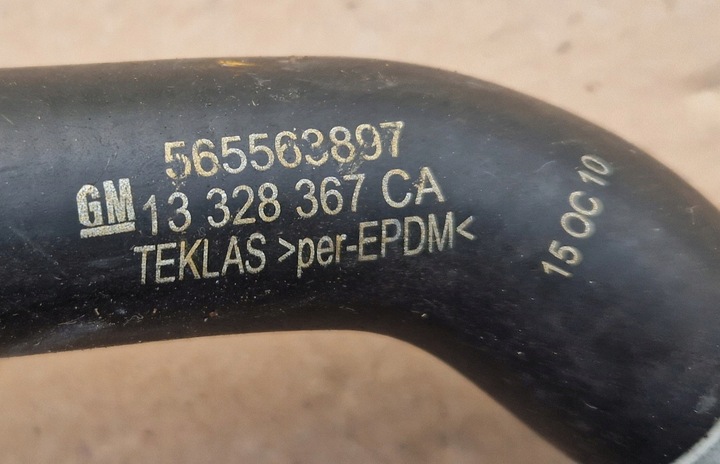 565563897
GM 13 328 367 CA
TEKLAS >per-EPDM<
15 OC 10